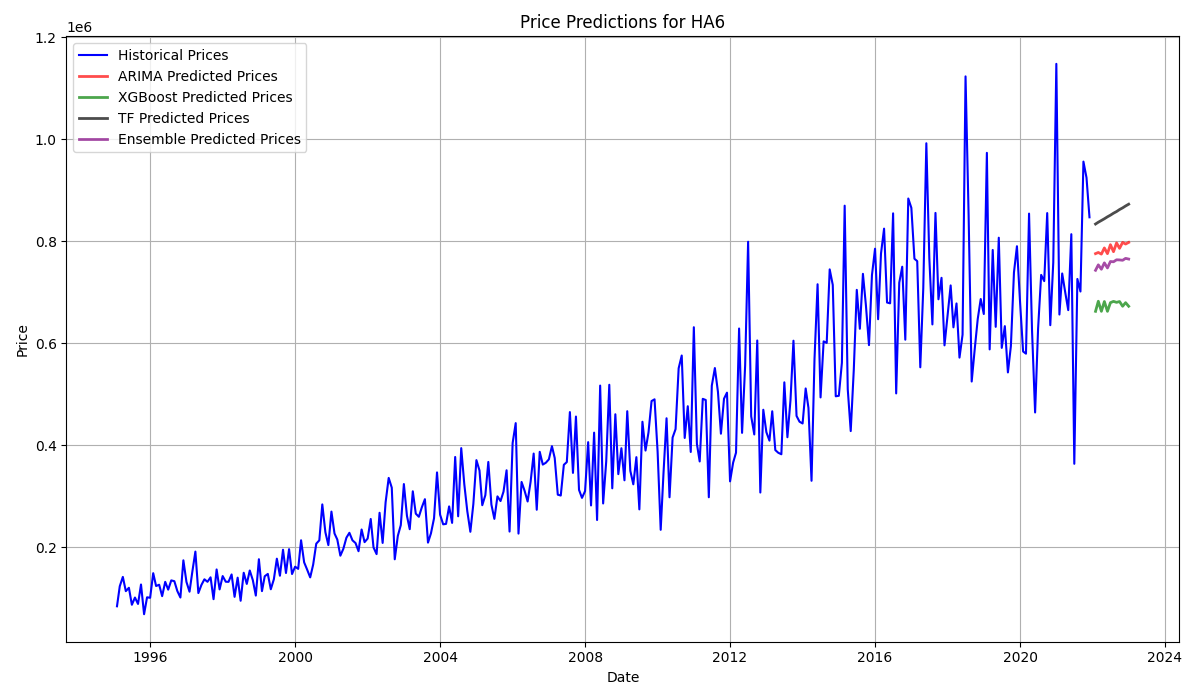 Price Predictions for HA6
1e6
1.2
1.0
0.8
0.6
0.4
0.2
Price
Historical Prices
ARIMA Predicted Prices
XGBoost Predicted Prices
TF Predicted Prices
Ensemble Predicted Prices
1996
2000
2004
2008
2012
2016
2020
2024
Date